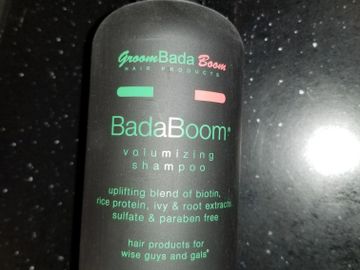 GroomBada Boom
HAIR PRODUCTS
BadaBoom®
volumizing
shampoo
uplifting blend of biotin,
rice protein, ivy & root extracts
sulfate & paraben free
hair products for
wise guys and gals®